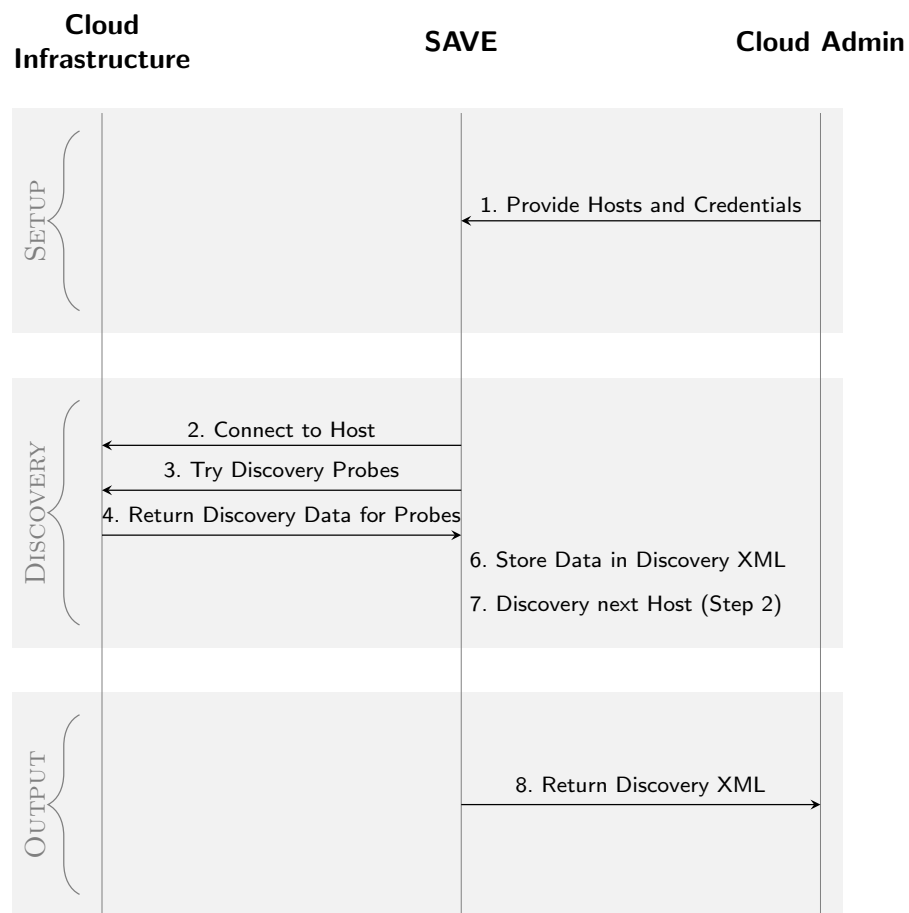 Cloud
Infrastructure
SAVE
Cloud Admin
SETUP
1. Provide Hosts and Credentials
DISCOVERY
2. Connect to Host
3. Try Discovery Probes
4. Return Discovery Data for Probes
6. Store Data in Discovery XML
7. Discovery next Host (Step 2)
OUTPUT
8. Return Discovery XML